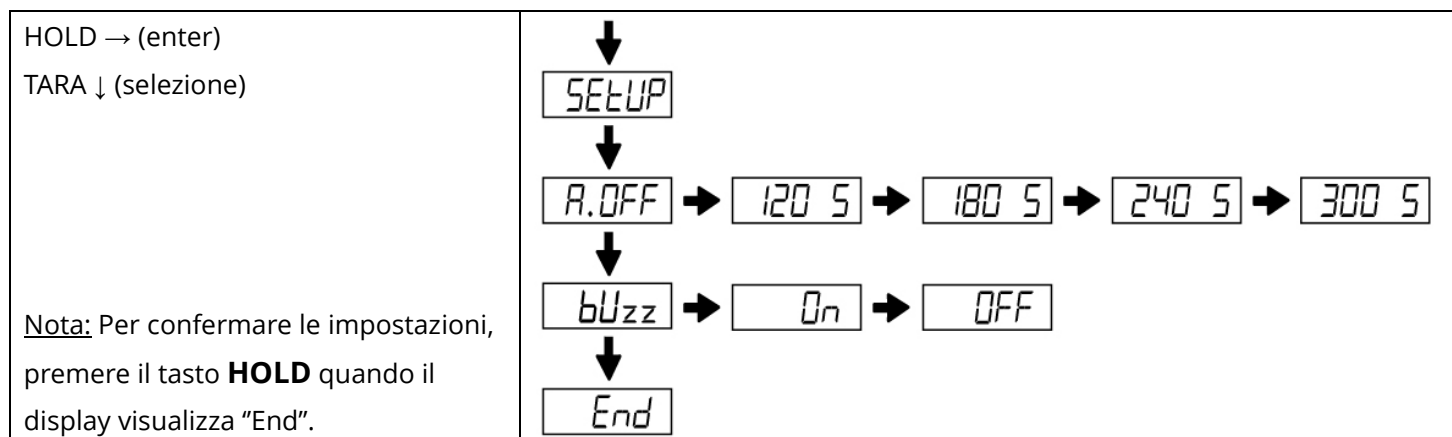 HOLD → (enter)
TARA ↓ (selezione)
Nota: Per confermare le impostazioni,
premere il tasto HOLD quando il
display visualizza “End”.
SEtUP
A.OFF 120 S 180 S 240 S 300 S
bUzz On OFF
End